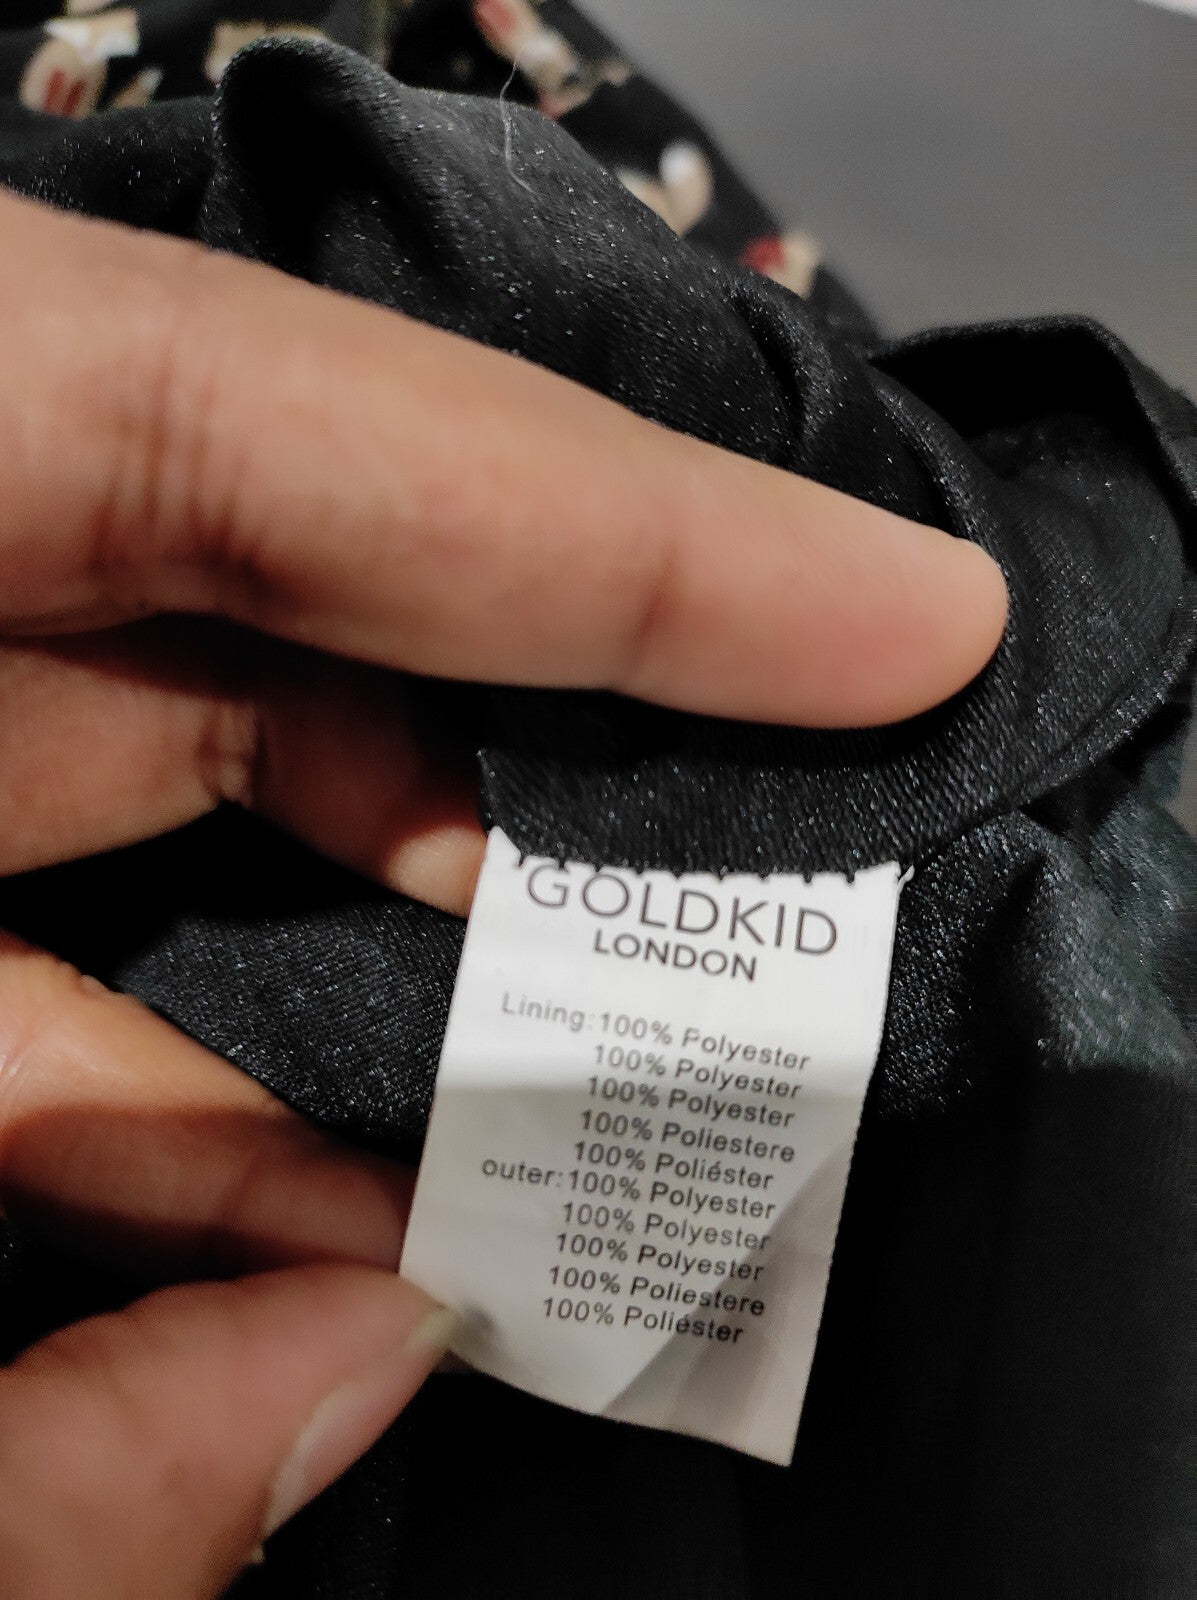 GOLDKID
LONDON
Lining:100% Polyester
100% Polyester
100% Polyester
100% Poliestere
100% Poliéster
outer:100% Polyester
100% Polyester
100% Polyester
100% Poliestere
100% Poliéster